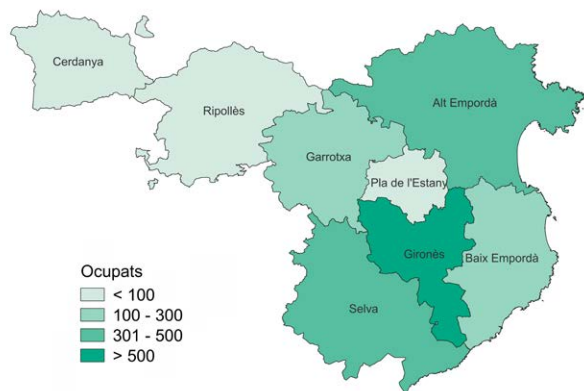 Cerdanya
Ripollès
Alt Empordà
Garrotxa
Pla de l'Estany
Gironès
Baix Empordà
Selva
Ocupats
< 100
100 - 300
301 - 500
> 500